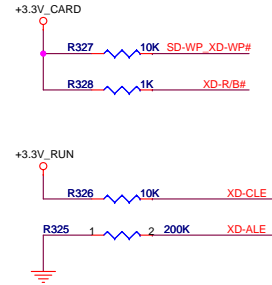 +3.3V_CARD
R327 10K SD-WP_XD-WP#
R328 1K XD-R/B#
+3.3V_RUN
R326 10K XD-CLE
R325 1 2 200K XD-ALE